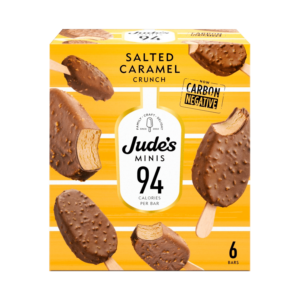 SALTED
CARAMEL
CRUNCH
NOW
CARBON
NEGATIVE
Jude's
MINIS
94
CALORIES
PER BAR
6
BARS